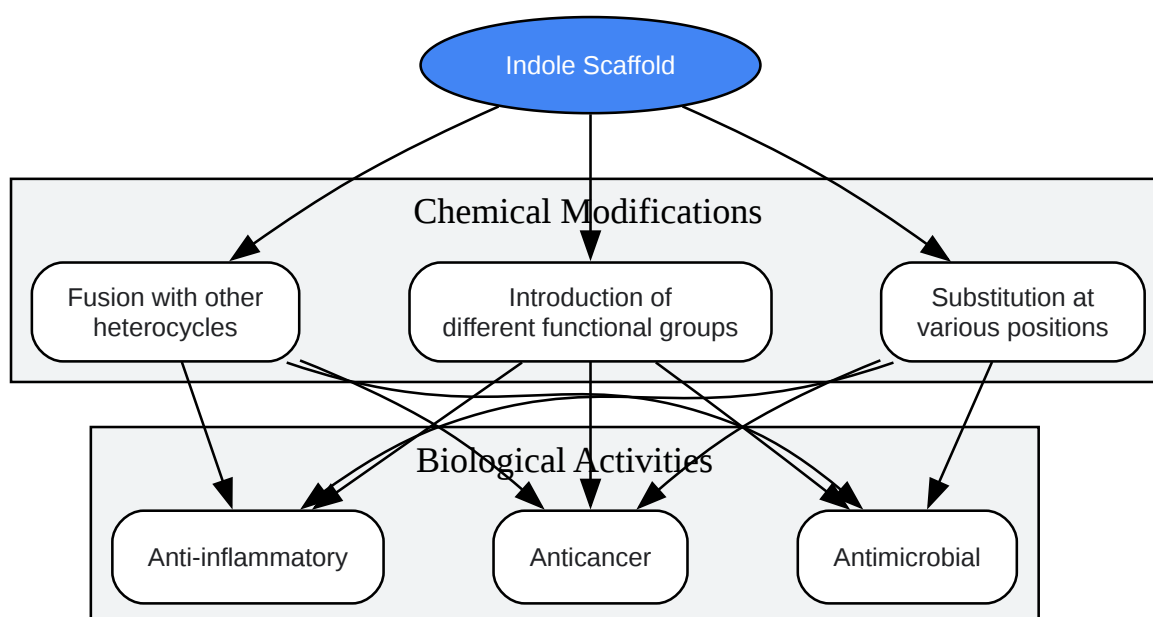 Indole Scaffold
Chemical Modifications
Fusion with other
heterocycles
Introduction of
different functional groups
Substitution at
various positions
Biological Activities
Anti-inflammatory
Anticancer
Antimicrobial